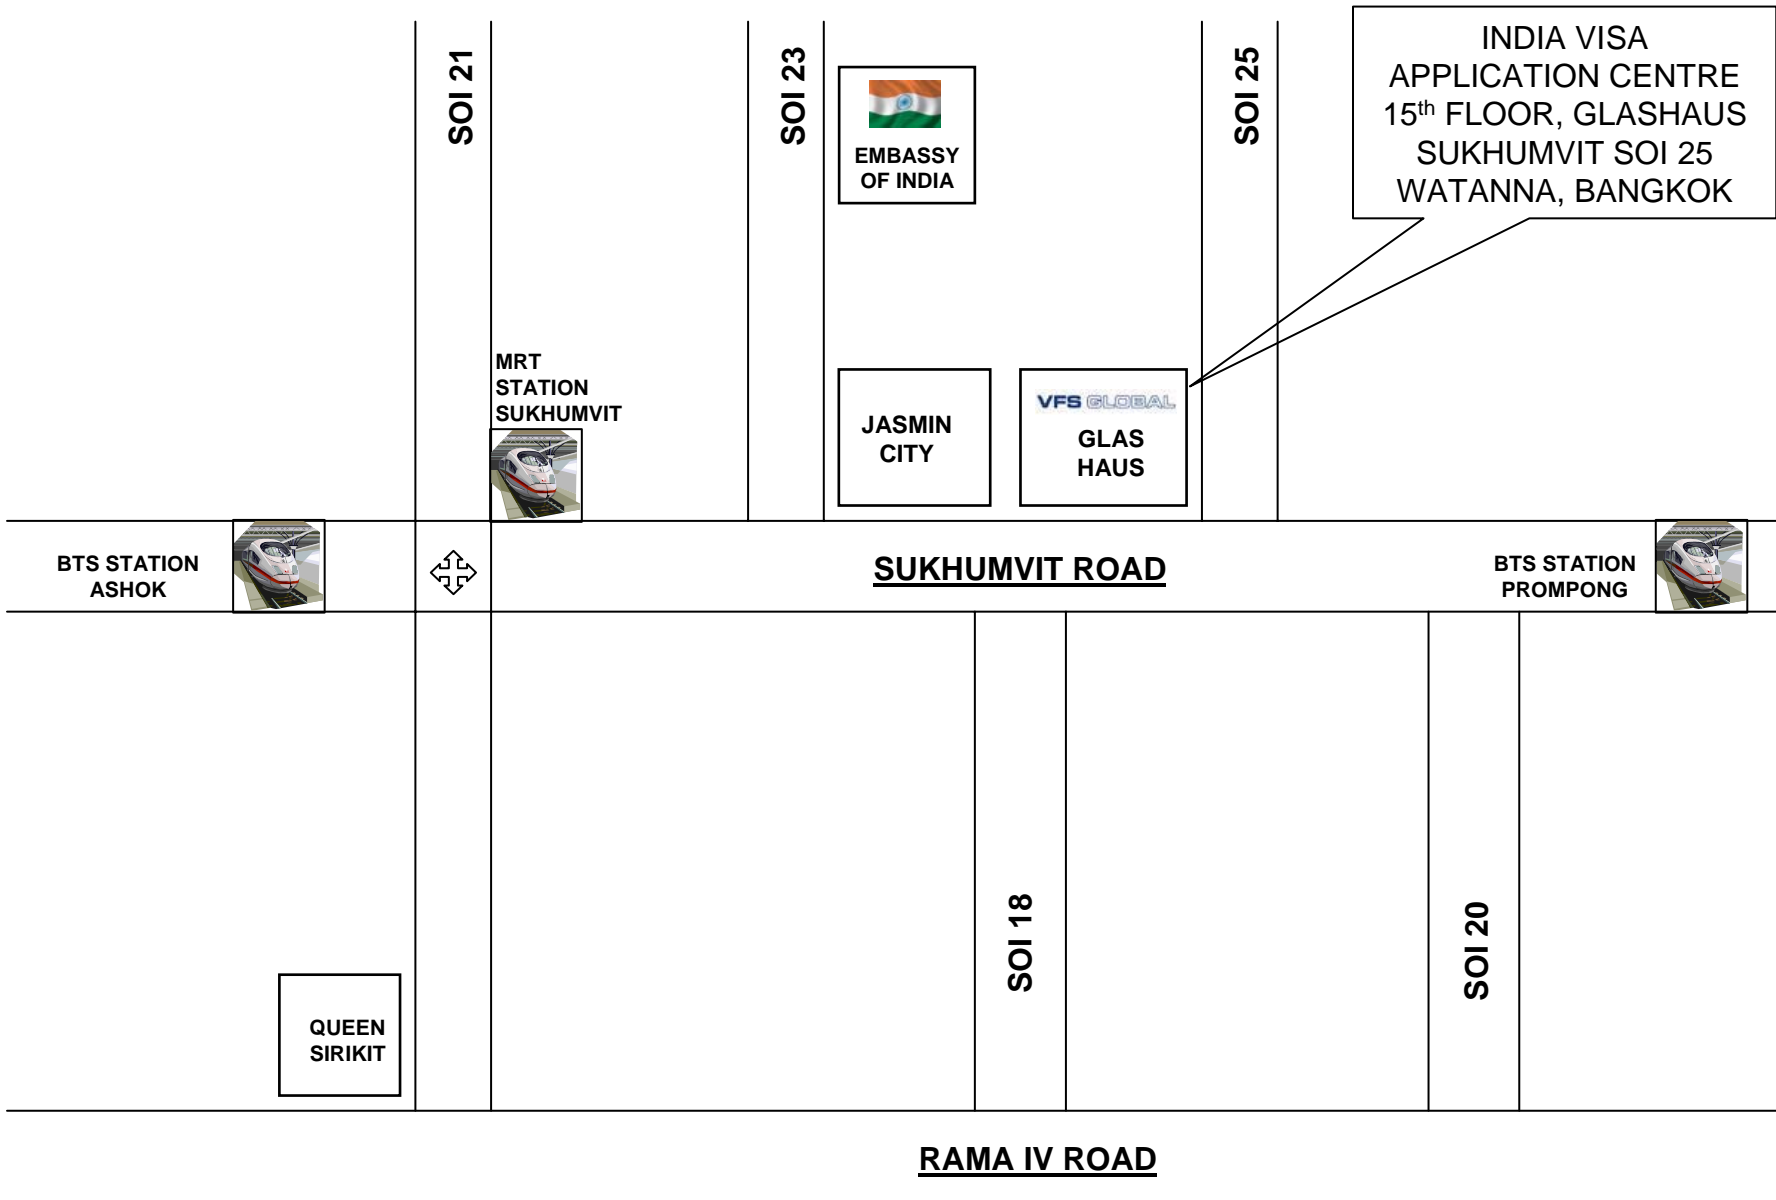 SOI 21
SOI 23
SOI 25
EMBASSY
OF INDIA
INDIA VISA
APPLICATION CENTRE
15th FLOOR, GLASHAUS
SUKHUMVIT SOI 25
WATANNA, BANGKOK
MRT
STATION
SUKHUMVIT
JASMIN
CITY
VFS GLOBAL
GLAS
HAUS
BTS STATION
ASHOK
SUKHUMVIT ROAD
BTS STATION
PROMPONG
SOI 18
SOI 20
QUEEN
SIRIKIT
RAMA IV ROAD